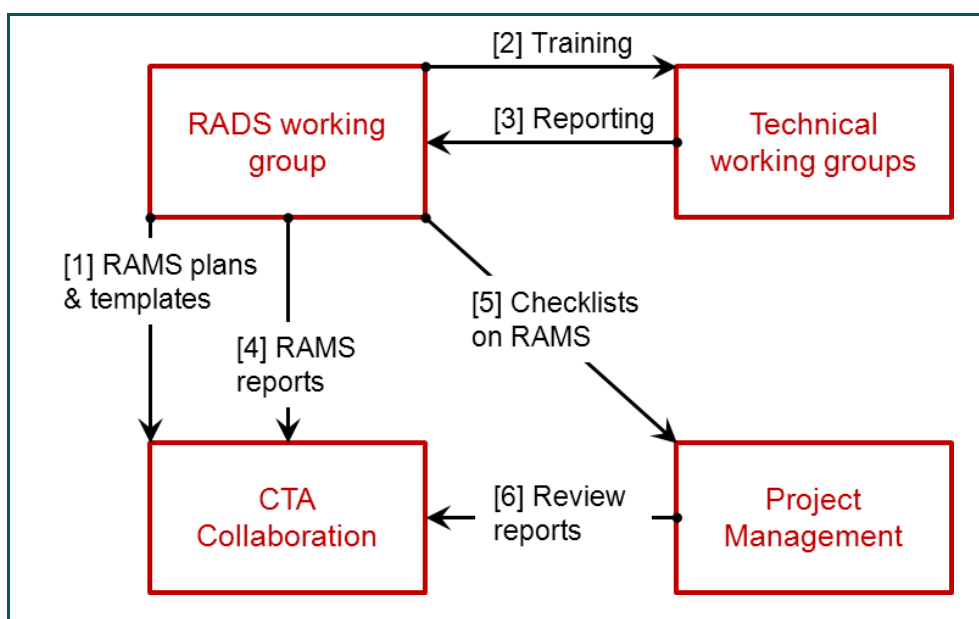 [2] Training
RADS working
group
[3] Reporting
Technical
working groups
[1] RAMS plans
& templates
[5] Checklists
on RAMS
[4] RAMS
reports
CTA
Collaboration
[6] Review
reports
Project
Management